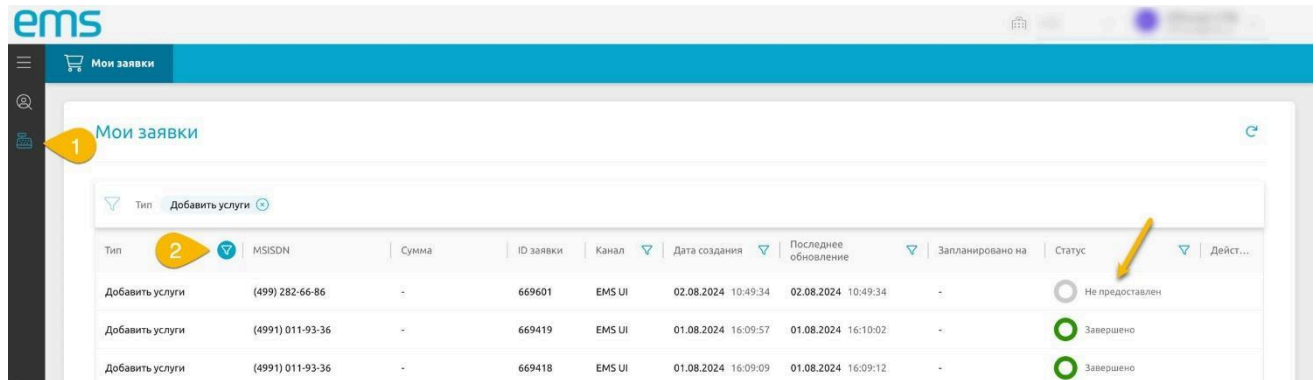 ems
Мои заявки
1
Мои заявки
Тип Добавить услуги
Тип 2 MSISDN Сумма ID заявки Канал Дата создания Последнее обновление Запланировано на Статус Дейст...
Добавить услуги (499) 282-66-86 - 669601 EMS UI 02.08.2024 10:49:34 02.08.2024 10:49:34 - Не предоставлен
Добавить услуги (4991) 011-93-36 - 669419 EMS UI 01.08.2024 16:09:57 01.08.2024 16:10:02 - Завершено
Добавить услуги (4991) 011-93-36 - 669418 EMS UI 01.08.2024 16:09:09 01.08.2024 16:09:12 - Завершено